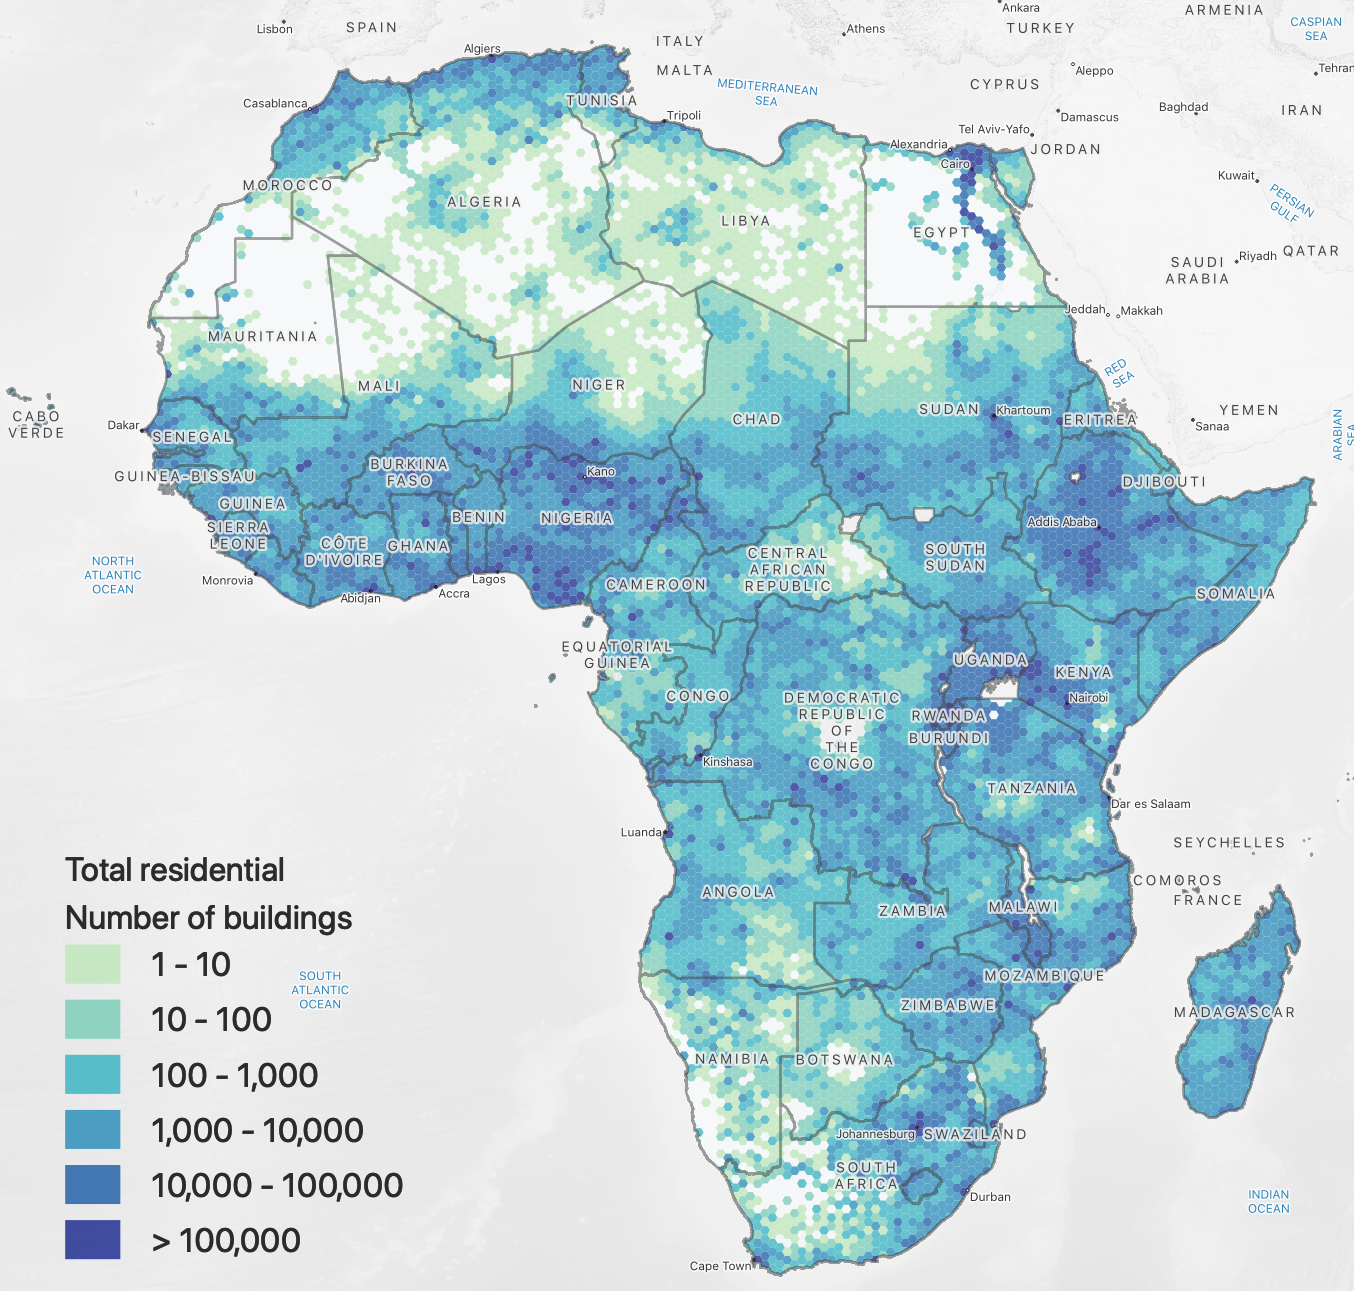 Lisbon
SPAIN
Algiers
ITALY
MALTA
Athens
Ankara
TURKEY
ARMENIA
CASPIAN
SEA
Aleppo
CYPRUS
MEDITERRANEAN
SEA
Casablanca
TUNISIA
Tripoli
Alexandria
Tel Aviv-Yafo
Damascus
Baghdad
IRAN
JORDAN
Cairo
Kuwait
PERSIAN
GULF
MOROCCO
ALGERIA
LIBYA
EGYPT
SAUDI
ARABIA
Riyadh
QATAR
Jeddah
Makkah
MAURITANIA
MALI
NIGER
CHAD
SUDAN
Khartoum
ERITREA
RED
SEA
YEMEN
Sanaa
ARABIAN
CABO
VERDE
Dakar
SENEGAL
GUINEA-BISSAU
BURKINA
FASO
Kano
DJIBOUTI
GUINEA
SIERRA
LEONE
CÔTE
D'IVOIRE
GHANA
BENIN
NIGERIA
Addis Ababa
NORTH
ATLANTIC
OCEAN
Monrovia
Abidjan
Accra
Lagos
CAMEROON
CENTRAL
AFRICAN
REPUBLIC
SOUTH
SUDAN
SOMALIA
EQUATORIAL
GUINEA
CONGO
DEMOCRATIC
REPUBLIC
OF
THE
CONGO
UGANDA
KENYA
Nairobi
RWANDA
BURUNDI
Kinshasa
TANZANIA
Dar es Salaam
Luanda
SEYCHELLES
COMOROS
FRANCE
ANGOLA
ZAMBIA
MALAWI
MOZAMBIQUE
ZIMBABWE
MADAGASCAR
NAMIBIA
BOTSWANA
Johannesburg
SWAZILAND
SOUTH
AFRICA
Durban
Cape Town
INDIAN
OCEAN
SOUTH
ATLANTIC
OCEAN
Total residential
Number of buildings
1 - 10
10 - 100
100 - 1,000
1,000 - 10,000
10,000 - 100,000
> 100,000